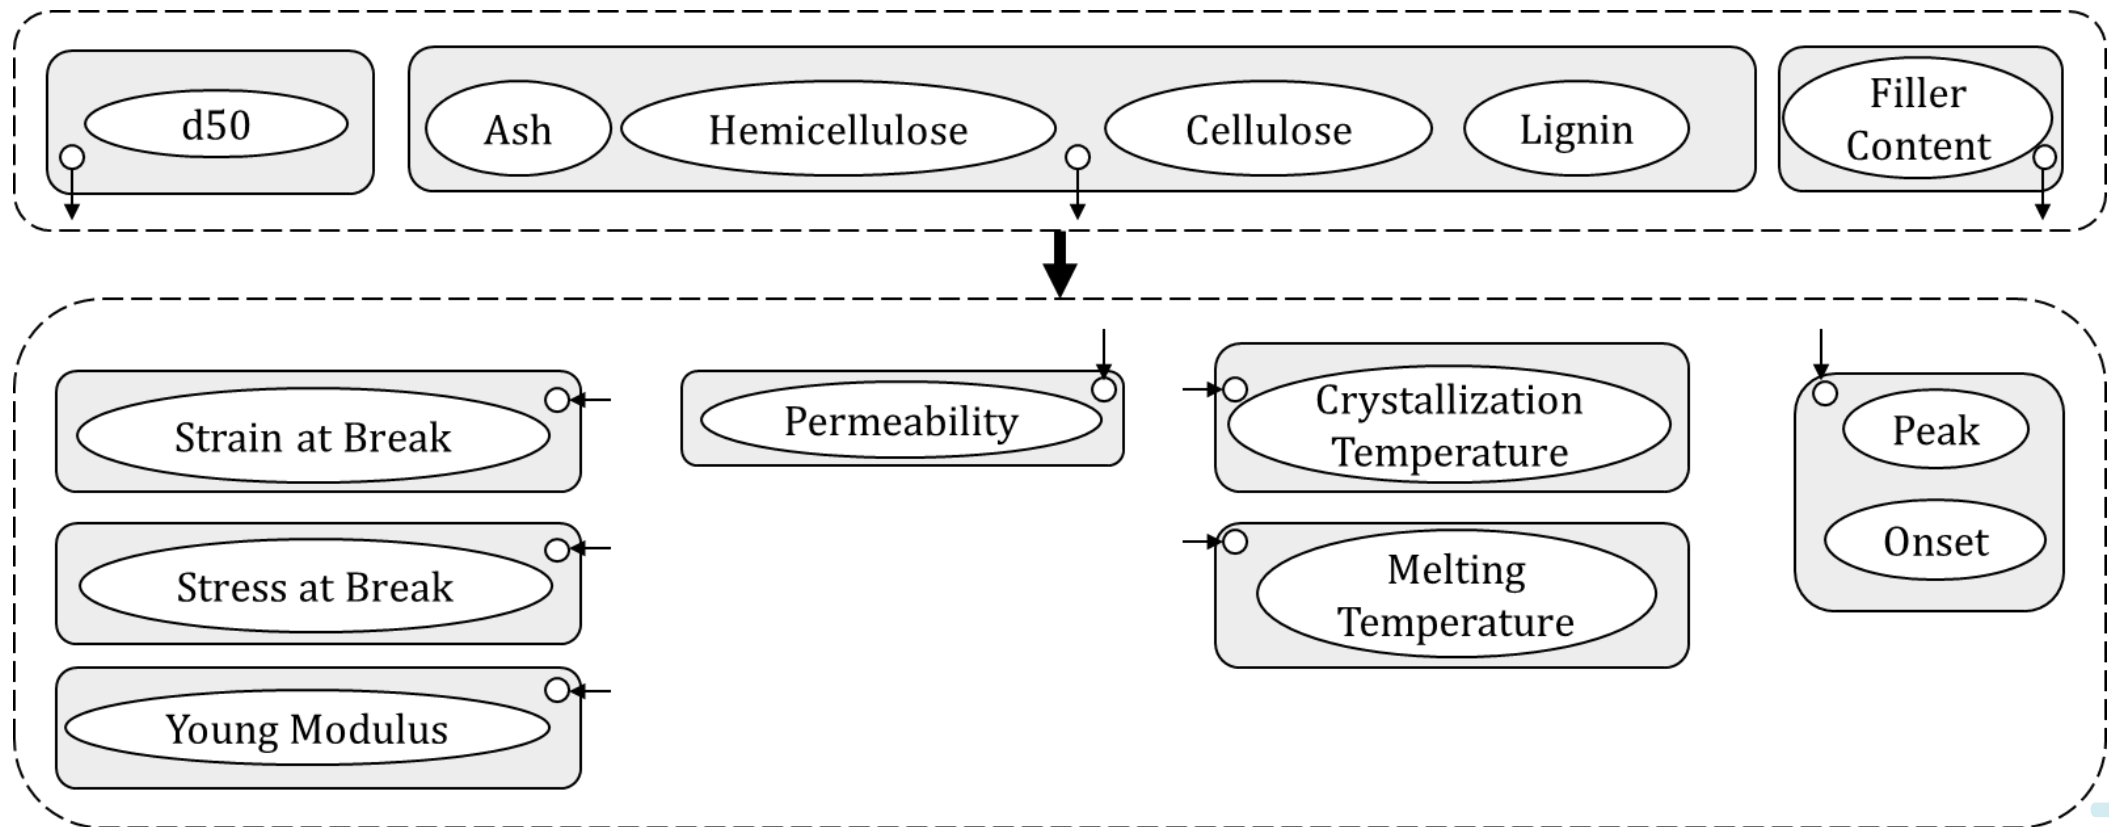 d50
Ash
Hemicellulose
Cellulose
Lignin
Filler
Content
Strain at Break
Permeability
Crystallization
Temperature
Peak
Onset
Stress at Break
Melting
Temperature
Young Modulus